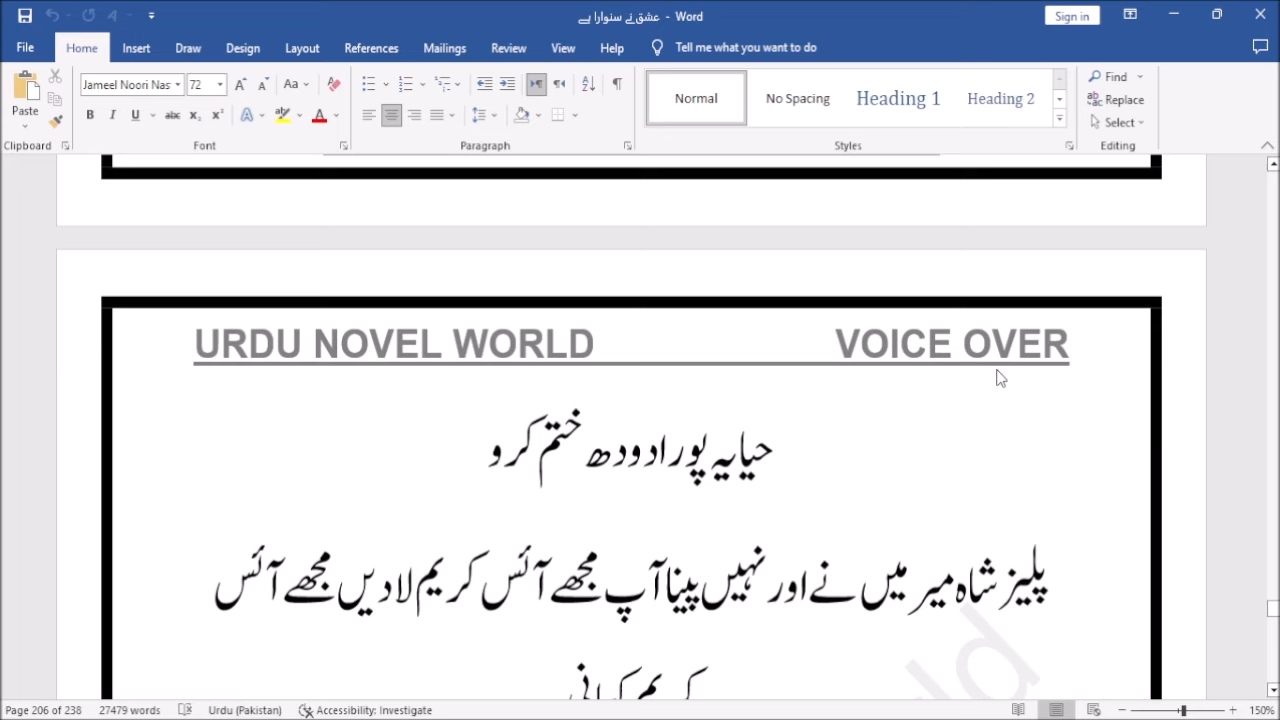 عشق نے سنوارا ہے - Word
Sign in
File Home Insert Draw Design Layout References Mailings Review View Help Tell me what you want to do
Paste
Jameel Noori Nas 72
Aa
Normal
No Spacing
Heading 1
Heading 2
Find
Replace
Select
Clipboard Font Paragraph Styles Editing
URDU NOVEL WORLD VOICE OVER
حیا یہ پورا دودھ ختم کرو
پلیز شاہ میر میں نے اور نہیں پینا آپ مجھے آئس کریم لا دیں مجھے آئس
Page 206 of 238 27479 words Urdu (Pakistan) Accessibility: Investigate 150%